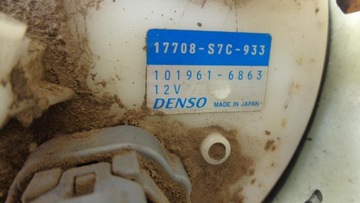 17708-S7C-933
101961-6863
12V
DENSO MADE IN JAPAN